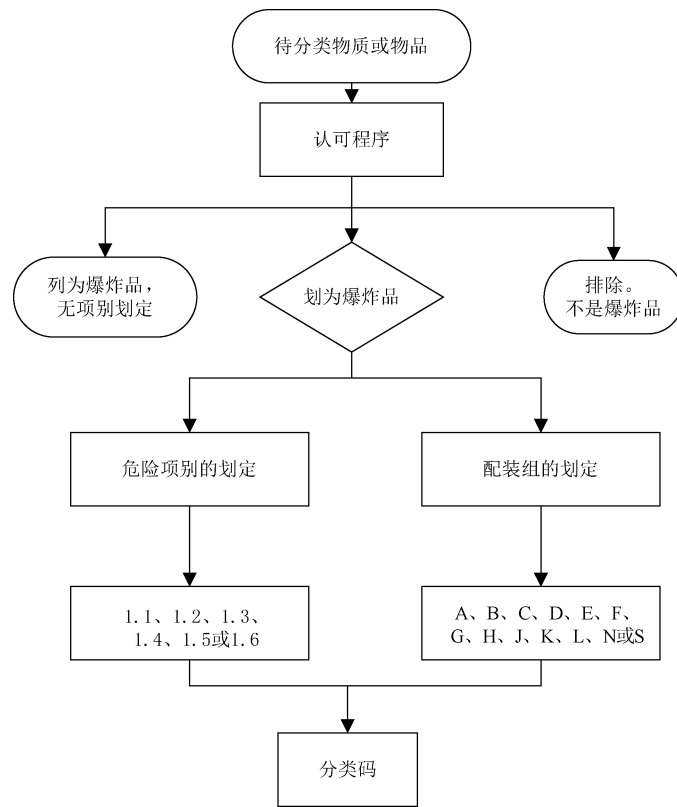 待分类物质或物品
认可程序
列为爆炸品，
无项别划定
划为爆炸品
排除。
不是爆炸品
危险项别的划定
配装组的划定
1.1、1.2、1.3、
1.4、1.5或1.6
A、B、C、D、E、F、
G、H、J、K、L、N或S
分类码